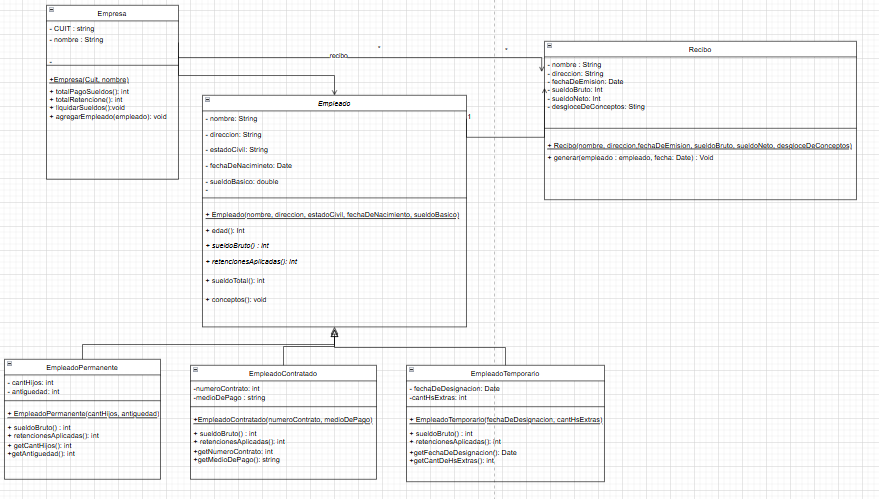 Empresa
- CUIT : string
- nombre : String
-
+Empresa(Cuit, nombre)
+ totalPagoSueldos(): int
+ totalRetencione(): int
+ liquidarSueldos():void
+ agregarEmpleado(empleado): void
recibo
*
*
Recibo
- nombre : String
- direccion: String
- fechaDeEmision: Date
- sueldoBruto: Int
- sueldoNeto: Int
- desgloceDeConceptos: Sting
+ Recibo(nombre, direccion,fechaDeEmision, sueldoBruto, sueldoNeto, desgloceDeConceptos)
+ generar(empleado : empleado, fecha: Date) : Void
1
Empleado
- nombre: String
- direccion: String
- estadoCivil: String
- fechaDeNacimineto: Date
- sueldoBasico: double
-
+ Empleado(nombre, direccion, estadoCivil, fechaDeNacimiento, sueldoBasico)
+ edad(): Int
+ sueldoBruto() : Int
+ retencionesAplicadas(): Int
+ sueldoTotal(): int
+ conceptos(): void
EmpleadoPermanente
- cantHijos: int
- antiguedad: int
+ EmpleadoPermanente(cantHijos, antiguedad)
+ sueldoBruto() : int
+ retencionesAplicadas(): int
+ getCantHijos(): int
+getAntiguedad(): int
EmpleadoContratado
-numeroContrato: int
-medioDePago : string
+EmpleadoContratado(numeroContrato, medioDePago)
+ sueldoBruto() : int
+ retencionesAplicadas(): int
+getNumeroContrato: int
+getMedioDePago(): string
EmpleadoTemporario
- fechaDeDesignacion: Date
-cantHsExtras: int
+ EmpleadoTemporario(fechaDeDesignacion, cantHsExtras)
+ sueldoBruto() : int
+ retencionesAplicadas(): int
+getFechaDeDesignacion(): Date
+getCantDeHsExtras(): int